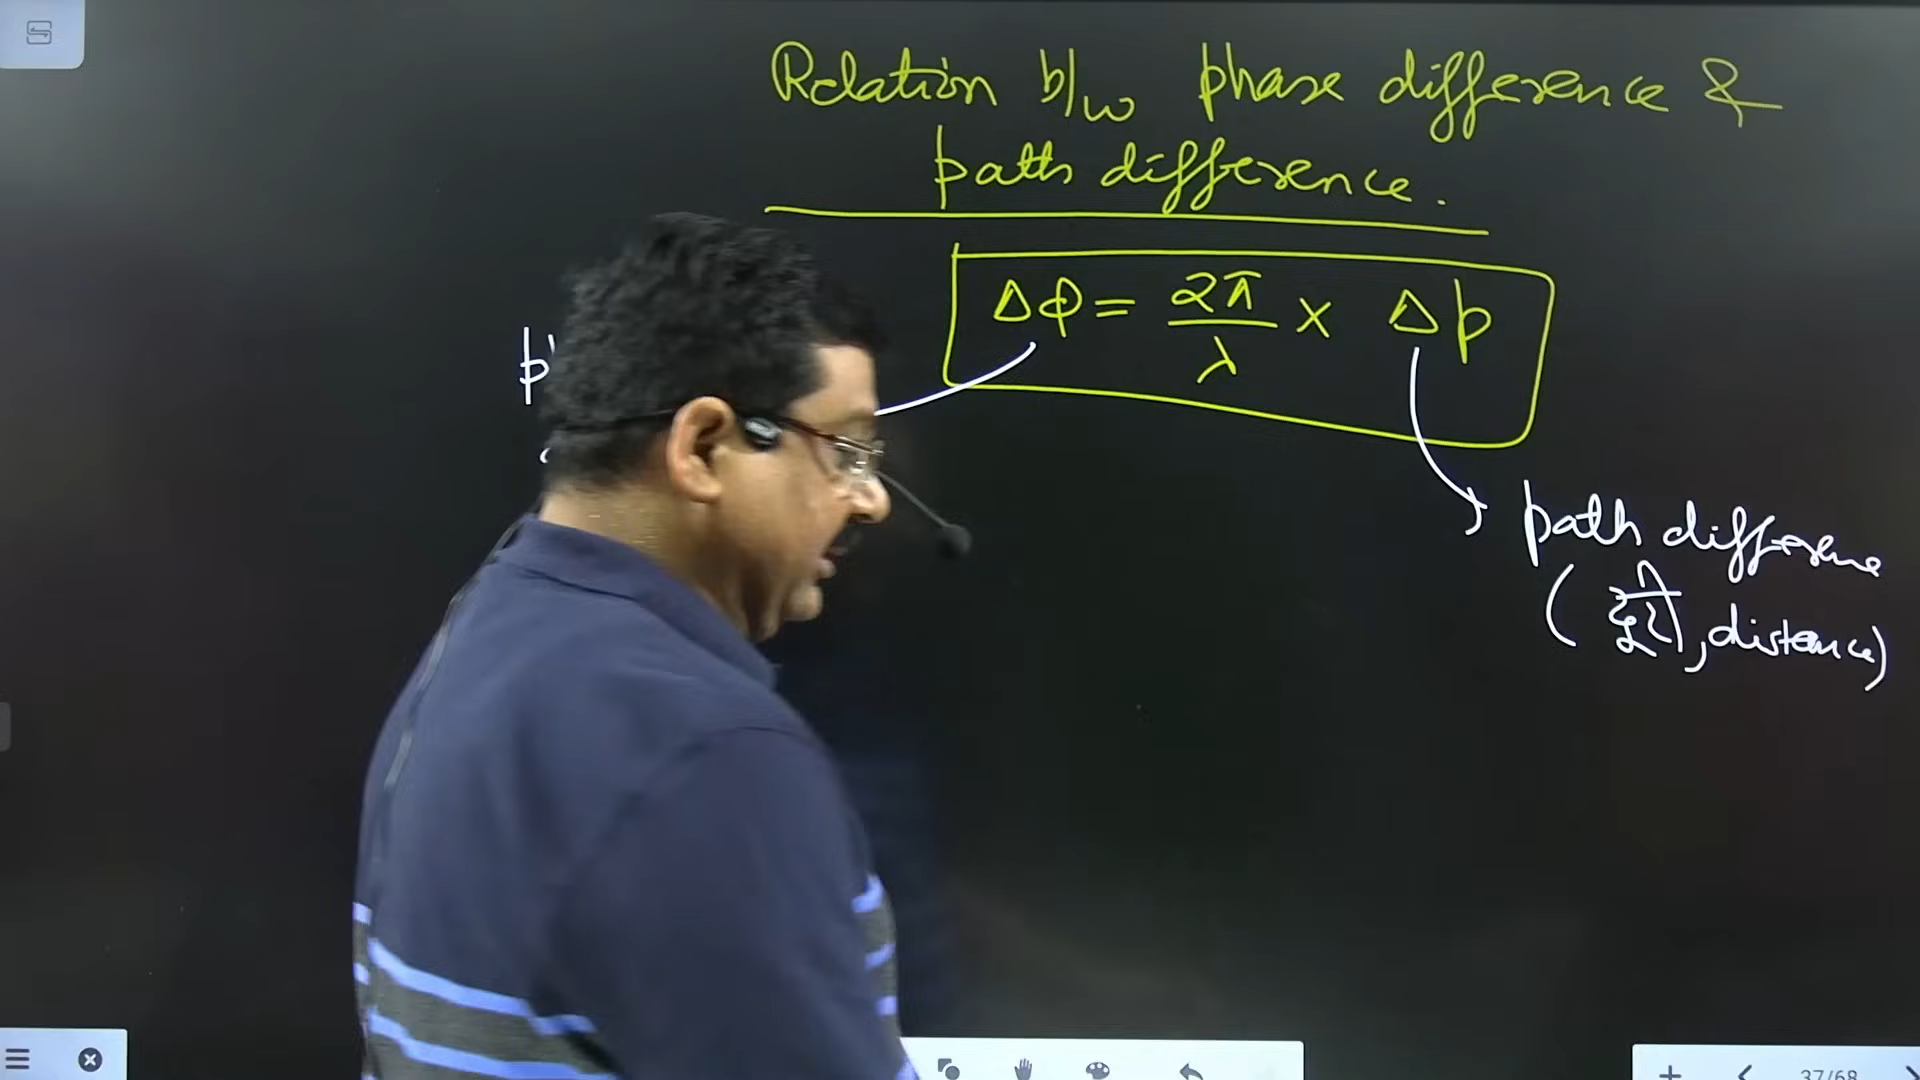 Relation b/w phase difference &
path difference.
Δφ = 2π/λ × Δp
path difference
दूरी, distance)
37/68